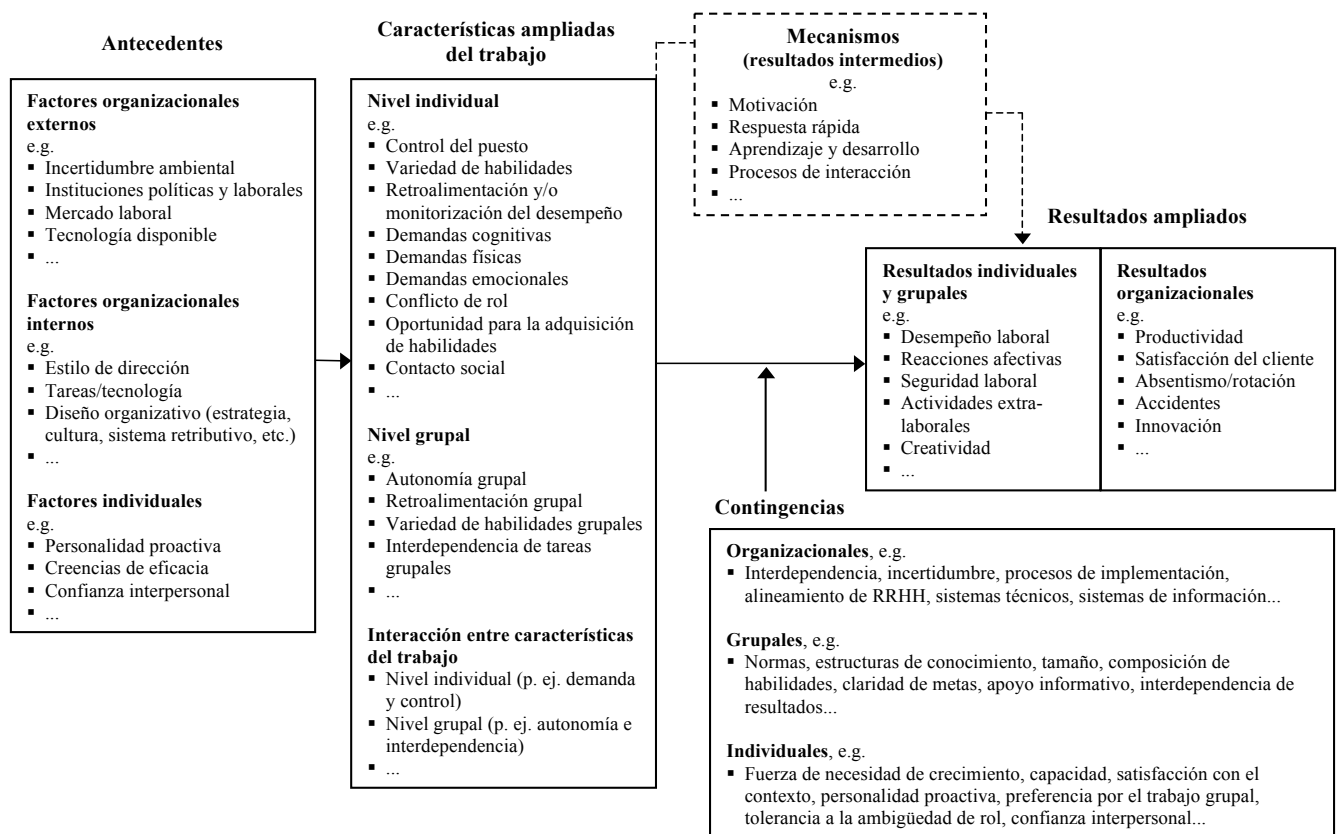 Antecedentes
Factores organizacionales
externos
e.g.
▪ Incertidumbre ambiental
▪ Instituciones políticas y laborales
▪ Mercado laboral
▪ Tecnología disponible
▪ ...
Factores organizacionales
internos
e.g.
▪ Estilo de dirección
▪ Tareas/tecnología
▪ Diseño organizativo (estrategia,
cultura, sistema retributivo, etc.)
▪ ...
Factores individuales
e.g.
▪ Personalidad proactiva
▪ Creencias de eficacia
▪ Confianza interpersonal
▪ ...
Características ampliadas
del trabajo
Nivel individual
e.g.
▪ Control del puesto
▪ Variedad de habilidades
▪ Retroalimentación y/o
monitorización del desempeño
▪ Demandas cognitivas
▪ Demandas físicas
▪ Demandas emocionales
▪ Conflicto de rol
▪ Oportunidad para la adquisición
de habilidades
▪ Contacto social
▪ ...
Nivel grupal
e.g.
▪ Autonomía grupal
▪ Retroalimentación grupal
▪ Variedad de habilidades grupales
▪ Interdependencia de tareas
grupales
▪ ...
Interacción entre características
del trabajo
▪ Nivel individual (p. ej. demanda
y control)
▪ Nivel grupal (p. ej. autonomía e
interdependencia)
▪ ...
Mecanismos
(resultados intermedios)
e.g.
▪ Motivación
▪ Respuesta rápida
▪ Aprendizaje y desarrollo
▪ Procesos de interacción
▪ ...
Resultados ampliados
Resultados individuales
y grupales
e.g.
▪ Desempeño laboral
▪ Reacciones afectivas
▪ Seguridad laboral
▪ Actividades extra-
laborales
▪ Creatividad
▪ ...
Resultados
organizacionales
e.g.
▪ Productividad
▪ Satisfacción del cliente
▪ Absentismo/rotación
▪ Accidentes
▪ Innovación
▪ ...
Contingencias
Organizacionales, e.g.
▪ Interdependencia, incertidumbre, procesos de implementación,
alineamiento de RRHH, sistemas técnicos, sistemas de información...
Grupales, e.g.
▪ Normas, estructuras de conocimiento, tamaño, composición de
habilidades, claridad de metas, apoyo informativo, interdependencia de
resultados...
Individuales, e.g.
▪ Fuerza de necesidad de crecimiento, capacidad, satisfacción con el
contexto, personalidad proactiva, preferencia por el trabajo grupal,
tolerancia a la ambigüedad de rol, confianza interpersonal...